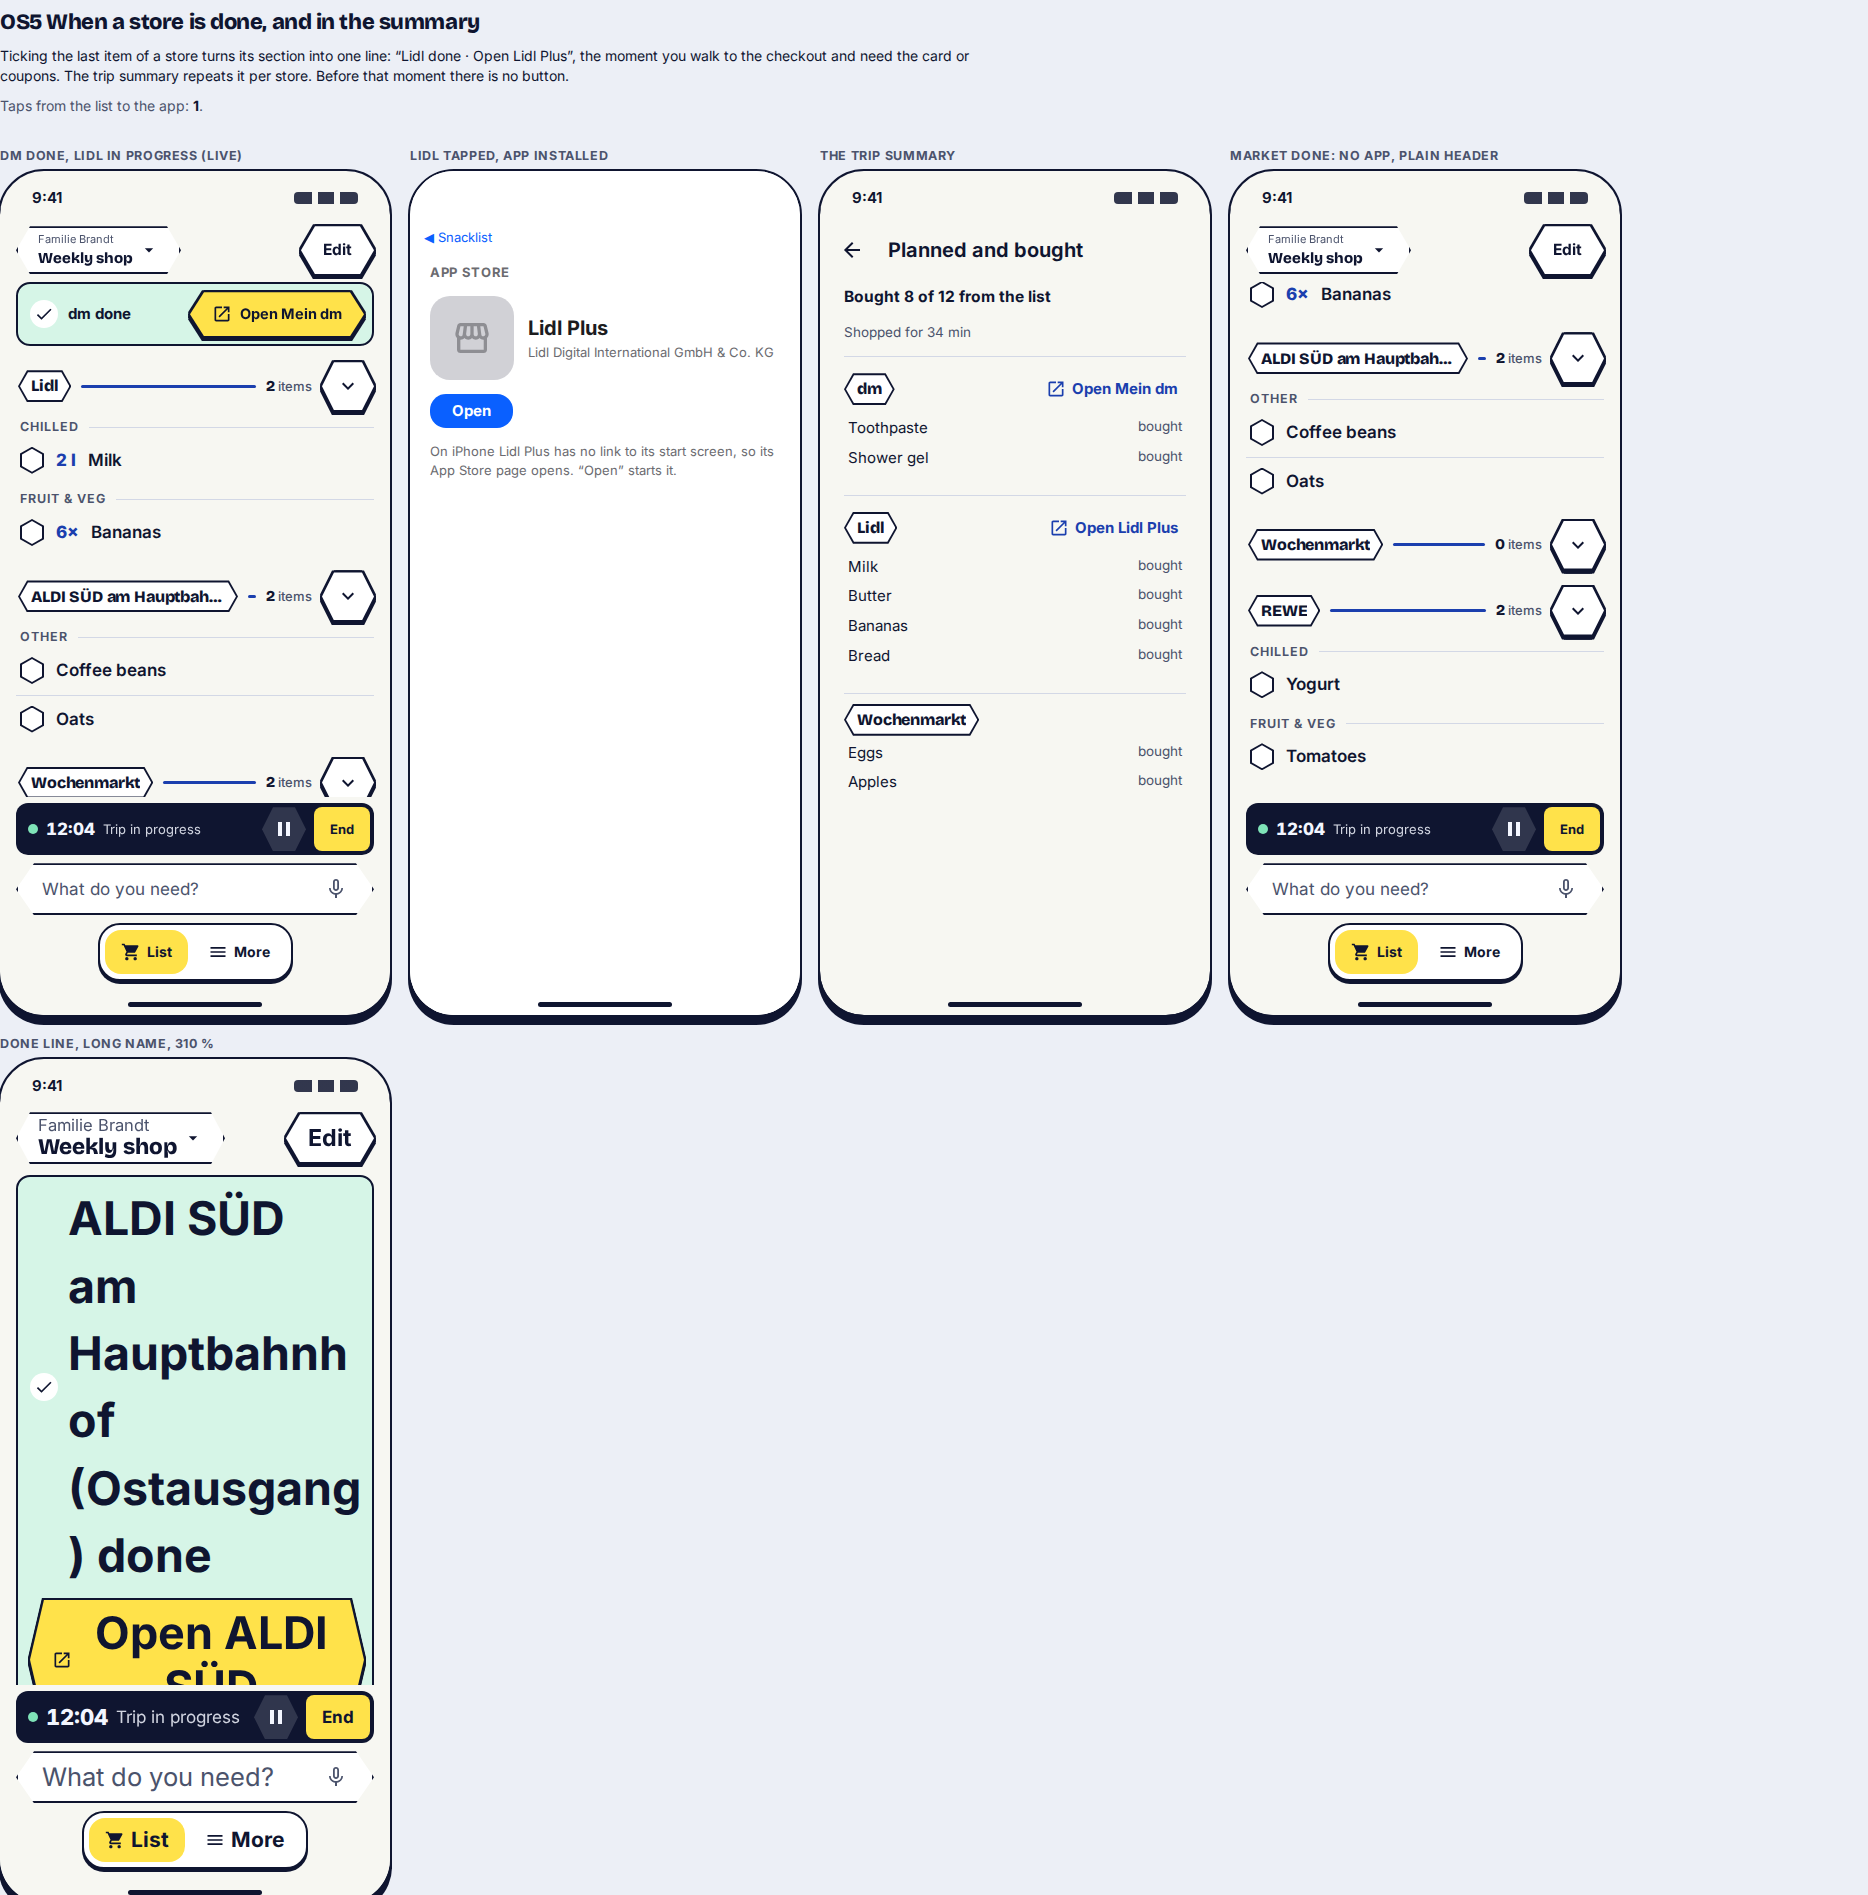 OS5 When a store is done, and in the summary
Ticking the last item of a store turns its section into one line: “Lidl done · Open Lidl Plus”, the moment you walk to the checkout and need the card or
coupons. The trip summary repeats it per store. Before that moment there is no button.
Taps from the list to the app: 1.
DM DONE, LIDL IN PROGRESS (LIVE)
9:41
Familie Brandt
Weekly shop
Edit
dm done
Open Mein dm
Lidl
2 items
CHILLED
2 l Milk
FRUIT & VEG
6× Bananas
ALDI SÜD am Hauptbah...
2 items
OTHER
Coffee beans
Oats
Wochenmarkt
2 items
12:04 Trip in progress
End
What do you need?
List
More
LIDL TAPPED, APP INSTALLED
◀ Snacklist
APP STORE
Lidl Plus
Lidl Digital International GmbH & Co. KG
Open
On iPhone Lidl Plus has no link to its start screen, so its
App Store page opens. “Open” starts it.
THE TRIP SUMMARY
9:41
Planned and bought
Bought 8 of 12 from the list
Shopped for 34 min
dm
Open Mein dm
Toothpaste bought
Shower gel bought
Lidl
Open Lidl Plus
Milk bought
Butter bought
Bananas bought
Bread bought
Wochenmarkt
Eggs bought
Apples bought
MARKET DONE: NO APP, PLAIN HEADER
9:41
Familie Brandt
Weekly shop
Edit
6× Bananas
ALDI SÜD am Hauptbah...
2 items
OTHER
Coffee beans
Oats
Wochenmarkt
0 items
REWE
2 items
CHILLED
Yogurt
FRUIT & VEG
Tomatoes
12:04 Trip in progress
End
What do you need?
List
More
DONE LINE, LONG NAME, 310 %
9:41
Familie Brandt
Weekly shop
Edit
ALDI SÜD
am
Hauptbahnh
of
(Ostausgang
) done
Open ALDI
SÜD
12:04 Trip in progress
End
What do you need?
List
More